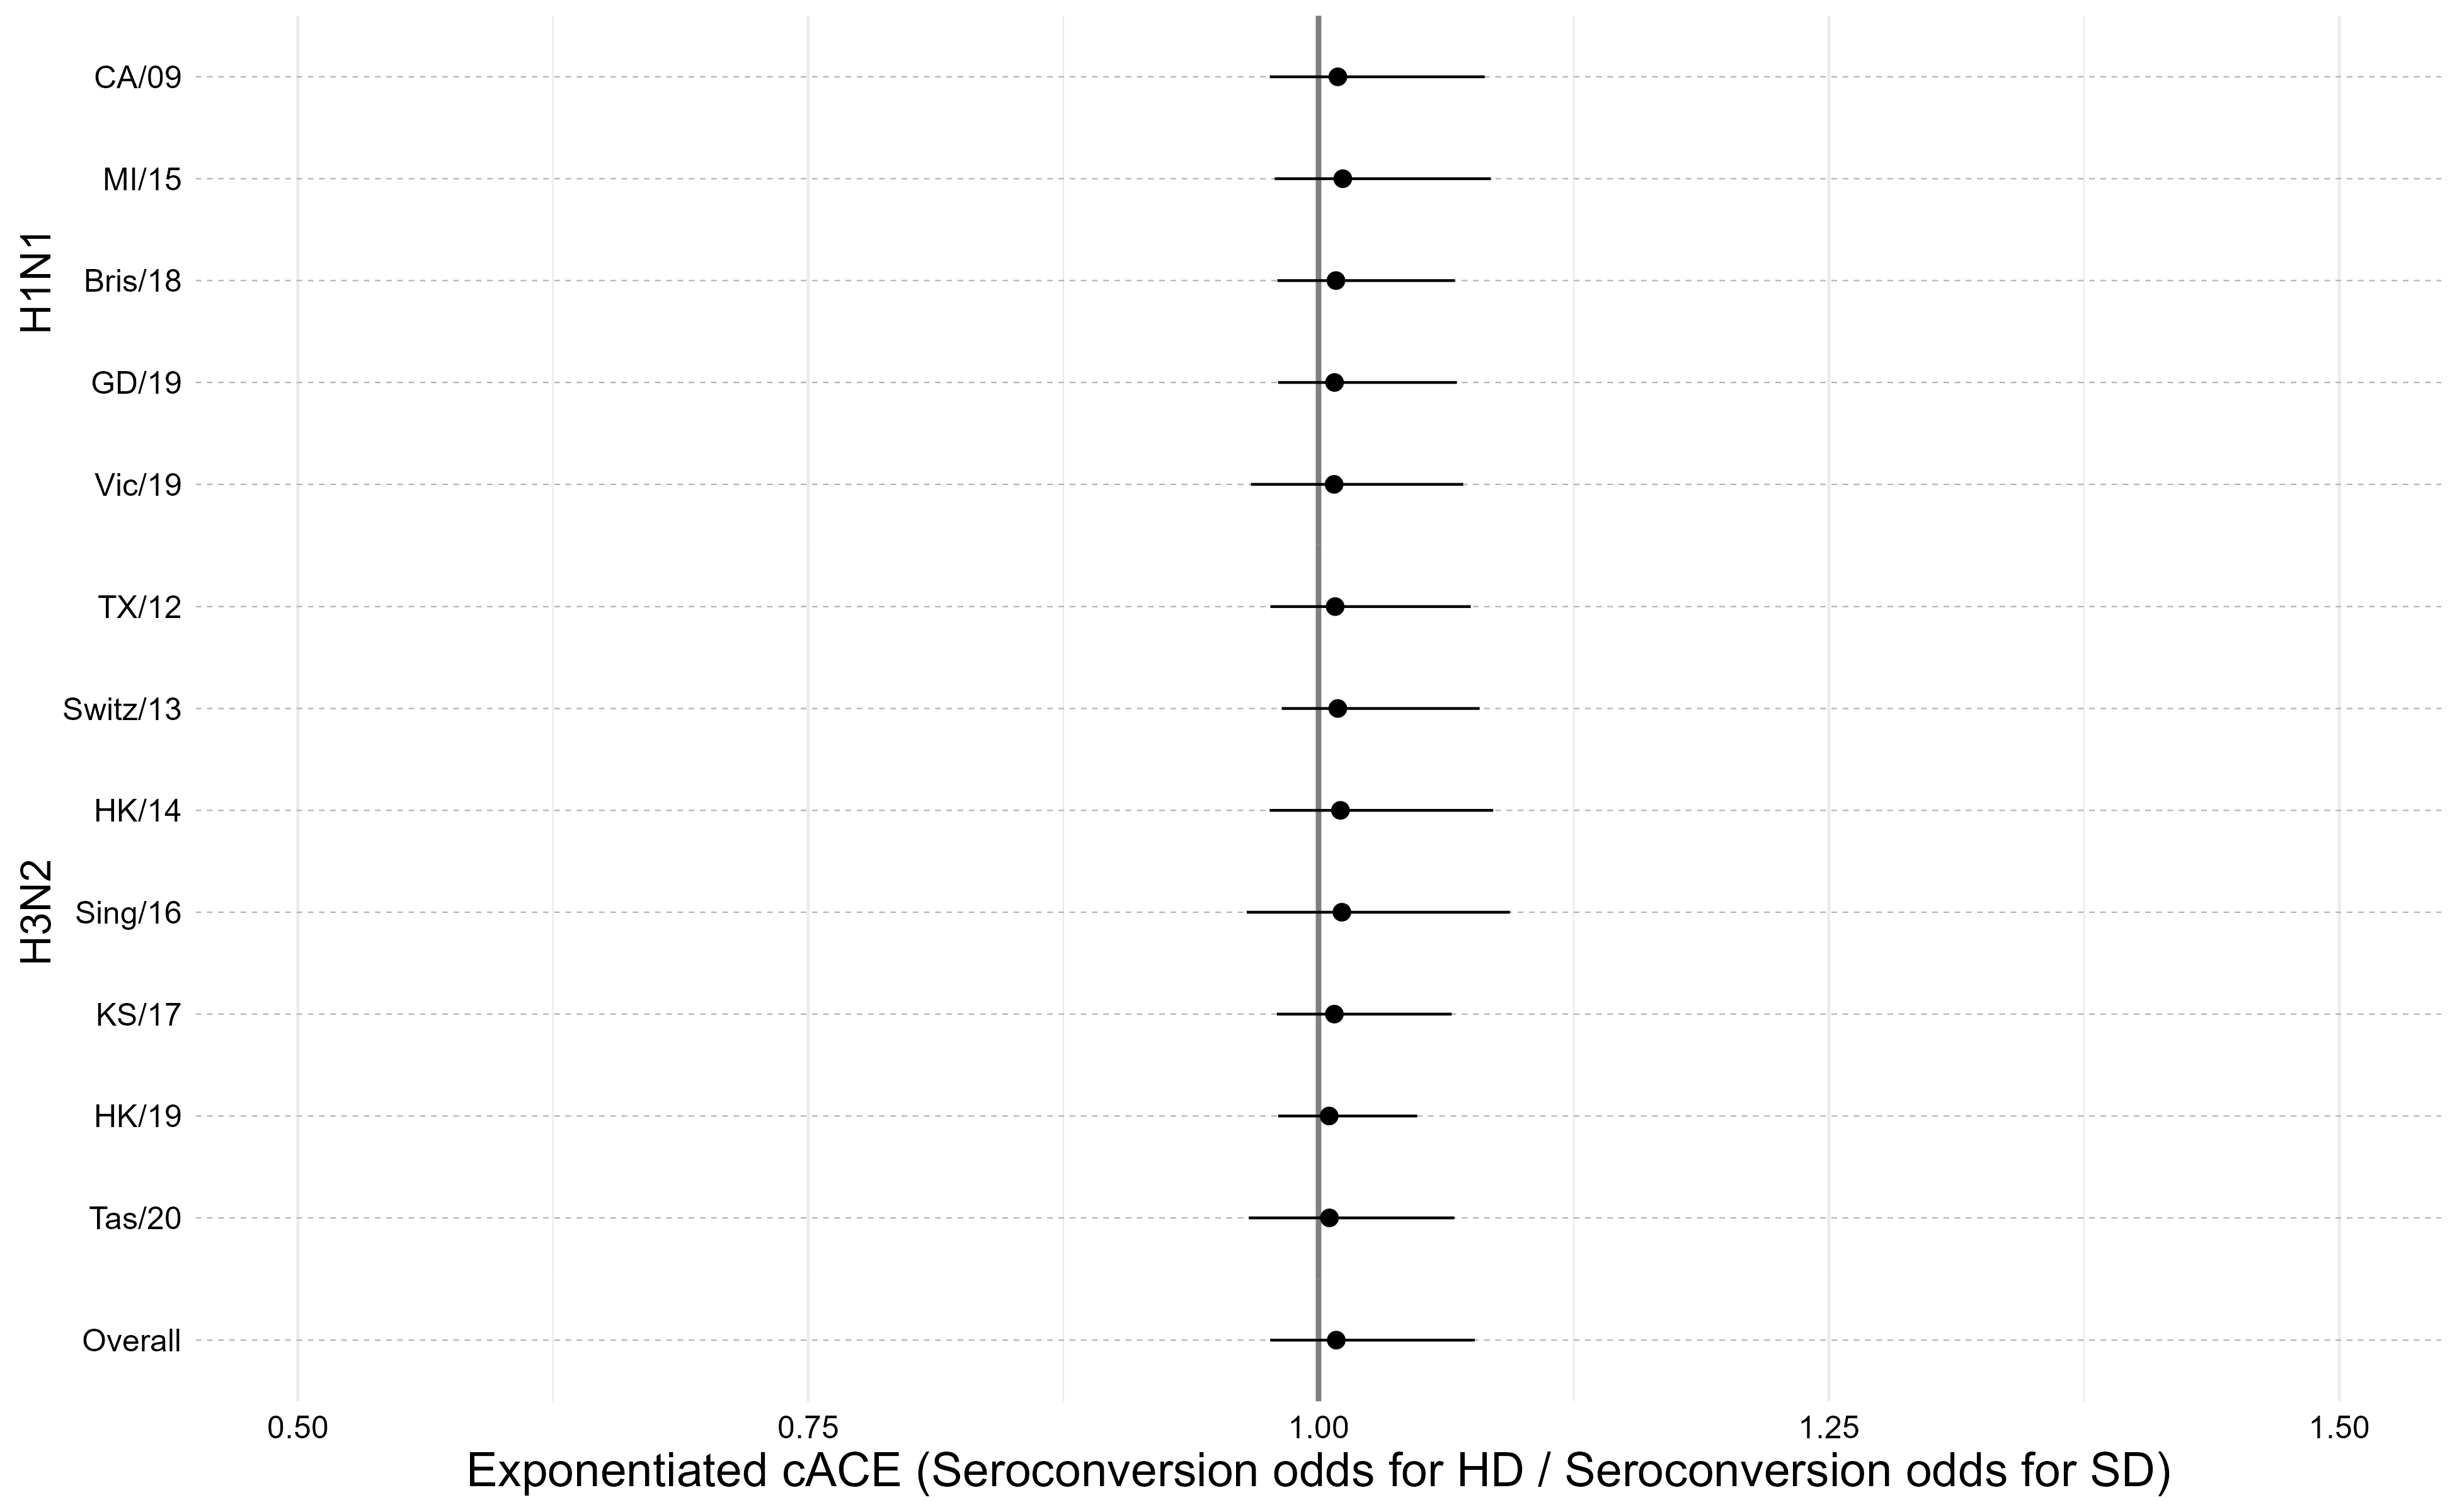 H1N1
CA/09
MI/15
Bris/18
GD/19
Vic/19
H3N2
TX/12
Switz/13
HK/14
Sing/16
KS/17
HK/19
Tas/20
Overall
0.50 0.75 1.00 1.25 1.50
Exponentiated cACE (Seroconversion odds for HD / Seroconversion odds for SD)